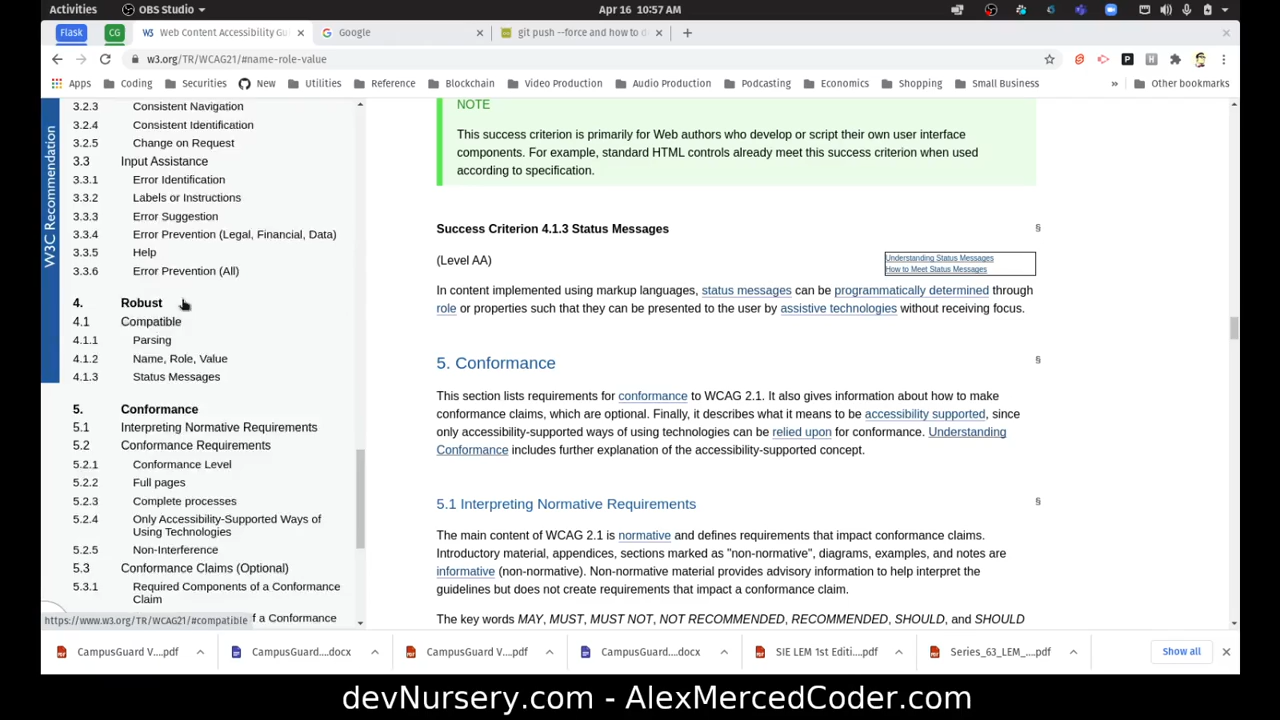 Activities
OBS Studio
Apr 16 10:57 AM
Flask
CG
Web Content Accessibility Gu
Google
git push --force and how to d
w3.org/TR/WCAG21/#name-role-value
Apps
Coding
Securities
New
Utilities
Reference
Blockchain
Video Production
Audio Production
Podcasting
Economics
Shopping
Small Business
»
Other bookmarks
W3C Recommendation
3.2.3 Consistent Navigation
3.2.4 Consistent Identification
3.2.5 Change on Request
3.3 Input Assistance
3.3.1 Error Identification
3.3.2 Labels or Instructions
3.3.3 Error Suggestion
3.3.4 Error Prevention (Legal, Financial, Data)
3.3.5 Help
3.3.6 Error Prevention (All)
4. Robust
4.1 Compatible
4.1.1 Parsing
4.1.2 Name, Role, Value
4.1.3 Status Messages
5. Conformance
5.1 Interpreting Normative Requirements
5.2 Conformance Requirements
5.2.1 Conformance Level
5.2.2 Full pages
5.2.3 Complete processes
5.2.4 Only Accessibility-Supported Ways of
Using Technologies
5.2.5 Non-Interference
5.3 Conformance Claims (Optional)
5.3.1 Required Components of a Conformance
Claim
f a Conformance
https://www.w3.org/TR/WCAG21/#compatible
NOTE
This success criterion is primarily for Web authors who develop or script their own user interface
components. For example, standard HTML controls already meet this success criterion when used
according to specification.
Success Criterion 4.1.3 Status Messages §
(Level AA)
Understanding Status Messages
How to Meet Status Messages
In content implemented using markup languages, status messages can be programmatically determined through
role or properties such that they can be presented to the user by assistive technologies without receiving focus.
5. Conformance §
This section lists requirements for conformance to WCAG 2.1. It also gives information about how to make
conformance claims, which are optional. Finally, it describes what it means to be accessibility supported, since
only accessibility-supported ways of using technologies can be relied upon for conformance. Understanding
Conformance includes further explanation of the accessibility-supported concept.
5.1 Interpreting Normative Requirements §
The main content of WCAG 2.1 is normative and defines requirements that impact conformance claims.
Introductory material, appendices, sections marked as "non-normative", diagrams, examples, and notes are
informative (non-normative). Non-normative material provides advisory information to help interpret the
guidelines but does not create requirements that impact a conformance claim.
The key words MAY, MUST, MUST NOT, NOT RECOMMENDED, RECOMMENDED, SHOULD, and SHOULD
CampusGuard V....pdf
CampusGuard....docx
CampusGuard V....pdf
CampusGuard....docx
SIE LEM 1st Editi....pdf
Series_63_LEM_....pdf
Show all
devNursery.com - AlexMercedCoder.com